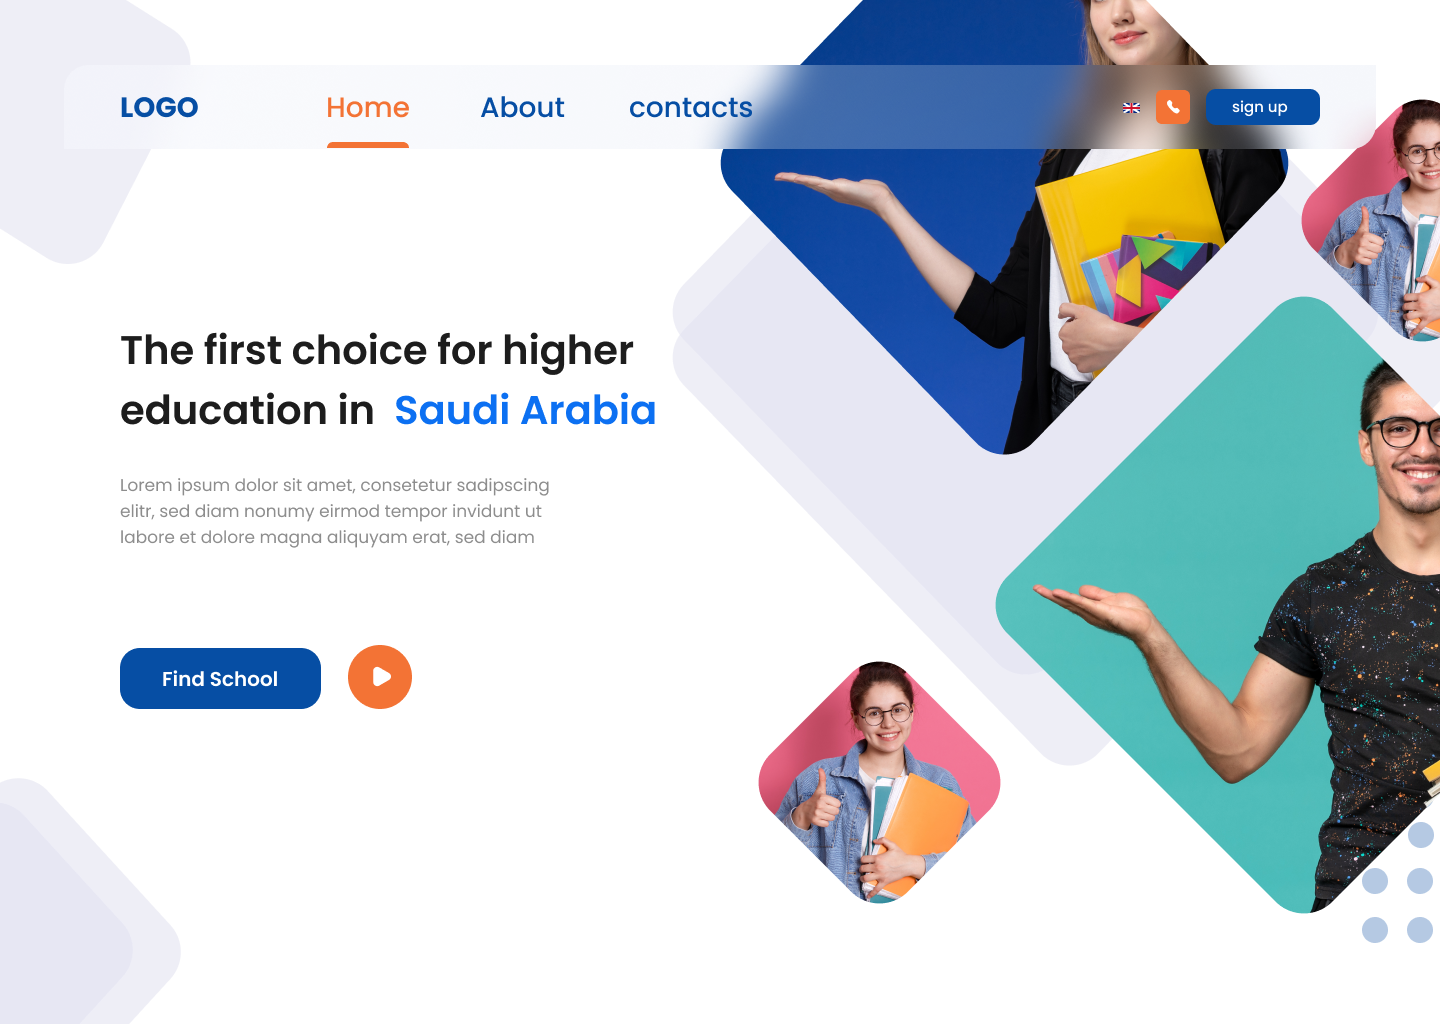 LOGO Home About contacts sign up
The first choice for higher
education in Saudi Arabia
Lorem ipsum dolor sit amet, consetetur sadipscing
elitr, sed diam nonumy eirmod tempor invidunt ut
labore et dolore magna aliquyam erat, sed diam
Find School